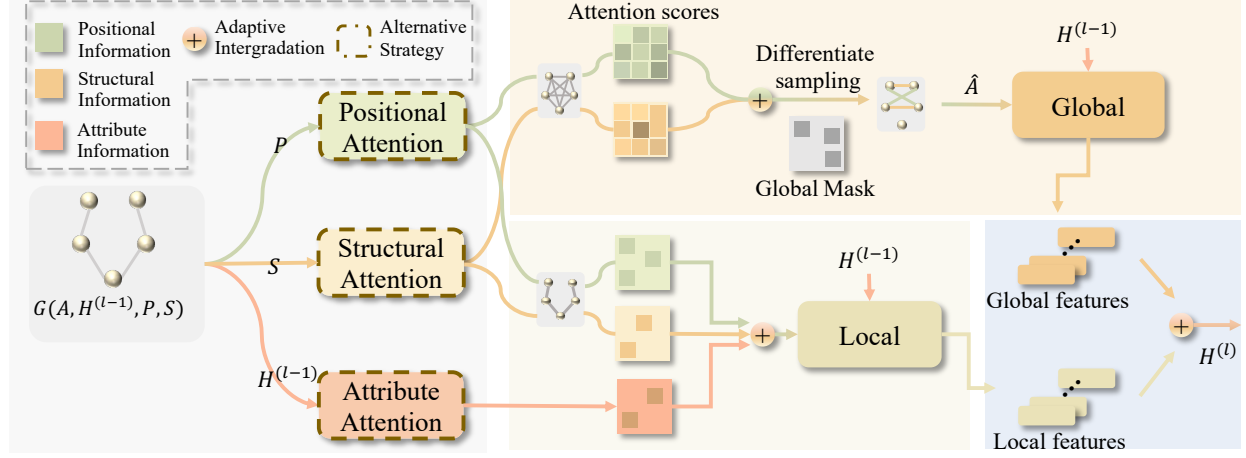 Positional
Information
Adaptive
Intergradation
Alternative
Strategy
Structural
Information
Attribute
Information
P
S
H^{(l-1)}
G(A, H^{(l-1)}, P, S)
Positional
Attention
Structural
Attention
Attribute
Attention
Attention scores
+
Differentiate
sampling
Global Mask
Â
H^{(l-1)}
Global
H^{(l-1)}
+
Local
Global features
Local features
+
H^{(l)}